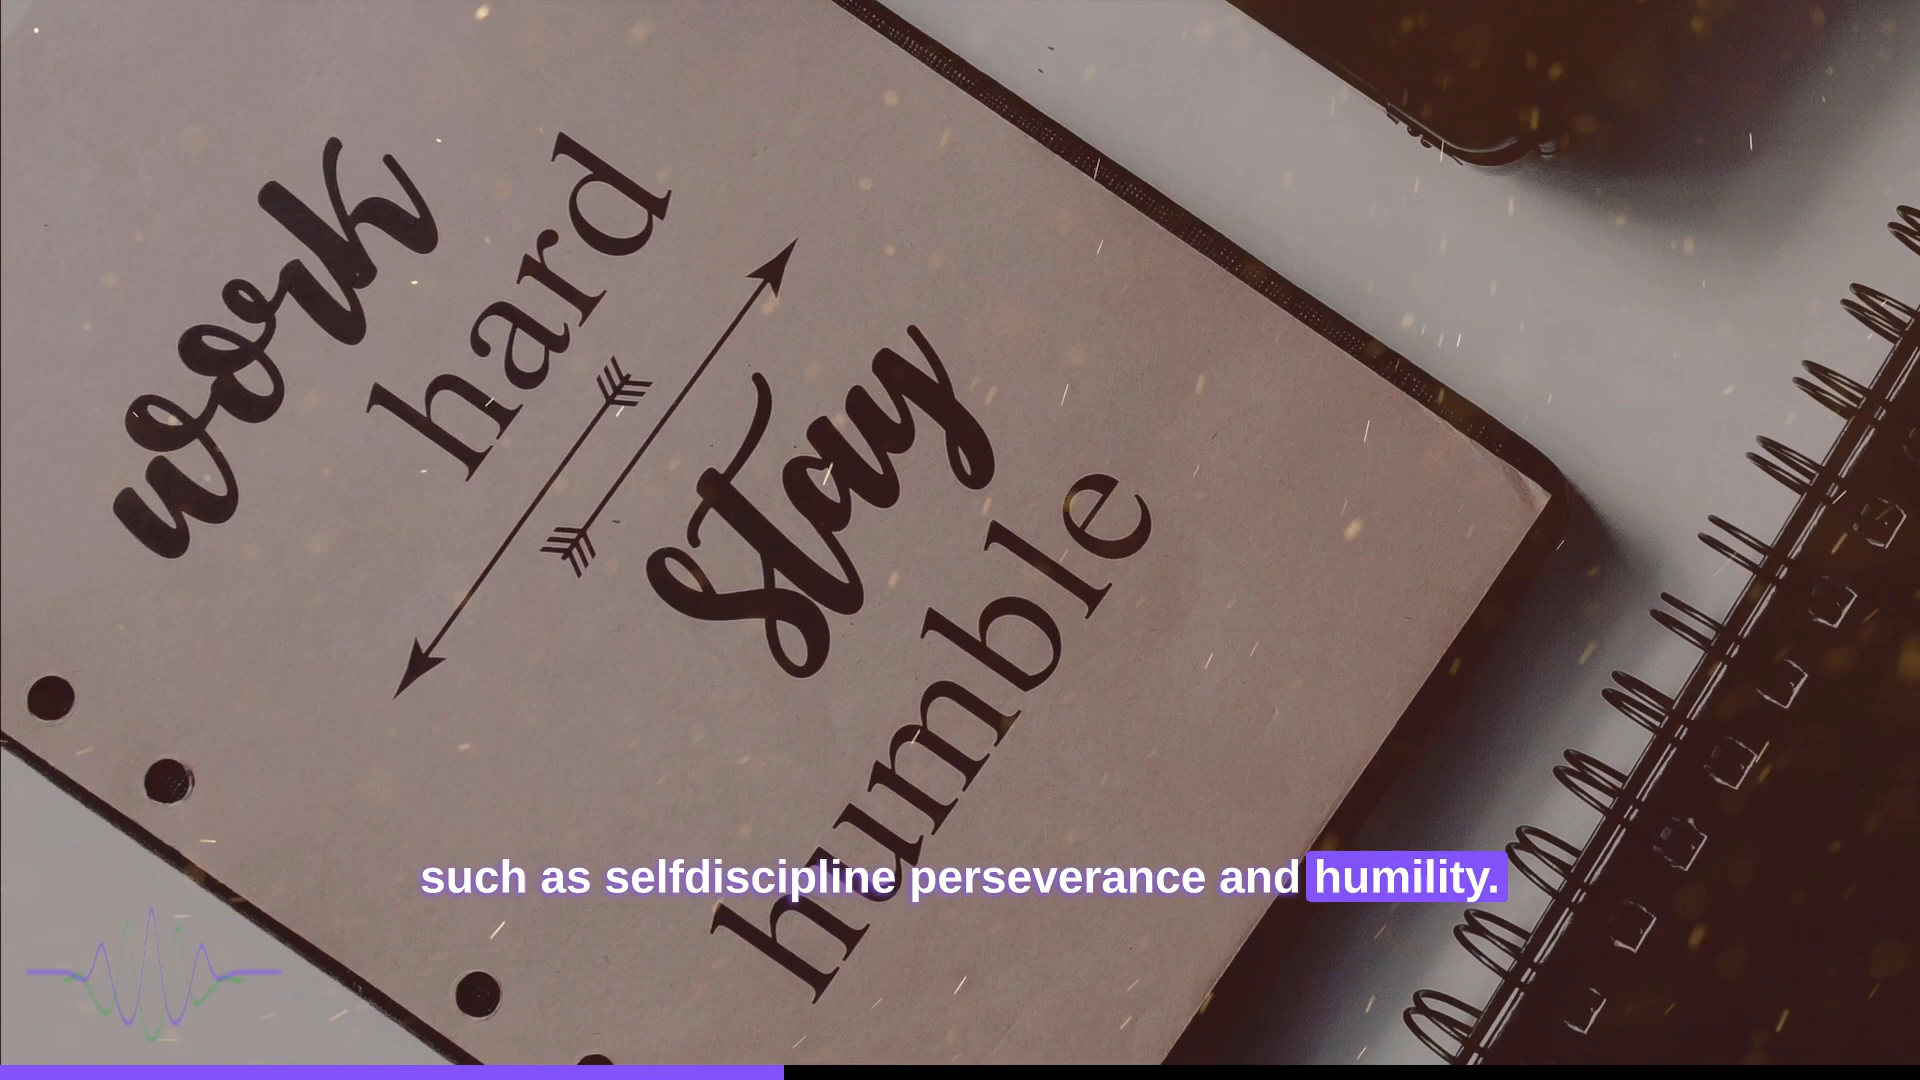 work
hard
stay
humble
such as selfdiscipline perseverance and humility.